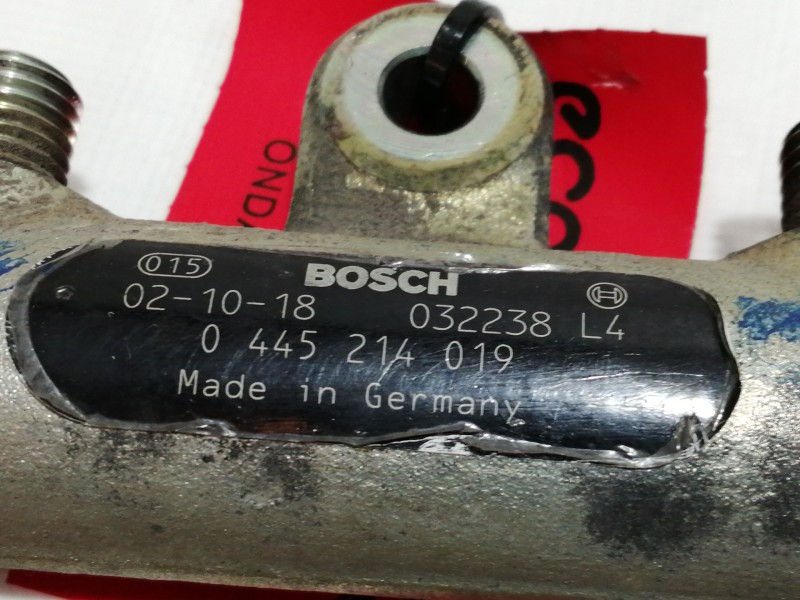 015
BOSCH
02-10-18 032238 L4
0 445 214 019
Made in Germany